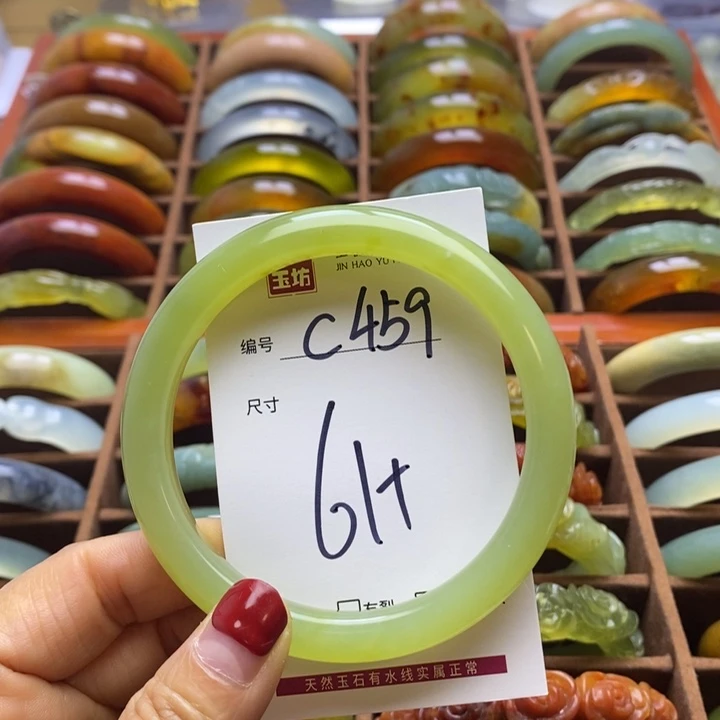 玉坊
JIN HAO YU
编号 C459
尺寸
61+
天然玉石有水线实属正常